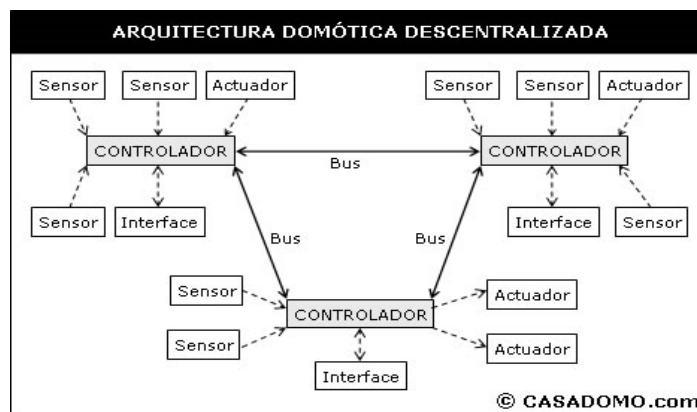 ARQUITECTURA DOMÓTICA DESCENTRALIZADA
Sensor
Sensor
Actuador
Sensor
Sensor
Actuador
CONTROLADOR
Bus
CONTROLADOR
Sensor
Interface
Interface
Sensor
Bus
Bus
Sensor
Actuador
CONTROLADOR
Sensor
Actuador
Interface
© CASADOMO.com